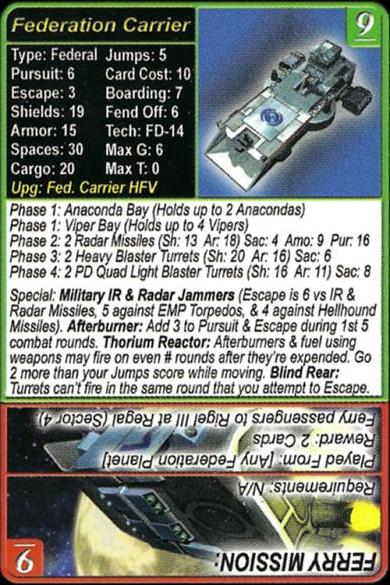 Federation Carrier
9
Type: Federal Jumps: 5
Pursuit: 6 Card Cost: 10
Escape: 3 Boarding: 7
Shields: 19 Fend Off: 6
Armor: 15 Tech: FD-14
Spaces: 30 Max G: 6
Cargo: 20 Max T: 0
Upg: Fed. Carrier HFV
Phase 1: Anaconda Bay (Holds up to 2 Anacondas)
Phase 1: Viper Bay (Holds up to 4 Vipers)
Phase 2: 2 Radar Missiles (Sh: 13 Ar: 18) Sac: 4 Amo: 9 Pur: 16
Phase 3: 2 Heavy Blaster Turrets (Sh: 20 Ar: 16) Sac: 6
Phase 4: 2 PD Quad Light Blaster Turrets (Sh: 16 Ar: 11) Sac: 8
Special: Military IR & Radar Jammers (Escape is 6 vs IR &
Radar Missiles, 5 against EMP Torpedos, & 4 against Hellhound
Missiles). Afterburner: Add 3 to Pursuit & Escape during 1st 5
combat rounds. Thorium Reactor: Afterburners & fuel using
weapons may fire on even # rounds after they're expended. Go
2 more than your Jumps score while moving. Blind Rear:
Turrets can't fire in the same round that you attempt to Escape.
FERRY MISSION:
6
Requirements: N/A
Played From: [Any Federation Planet]
Reward: 2 Cards
Ferry passengers to Rigel III at Regal (Sector 4)